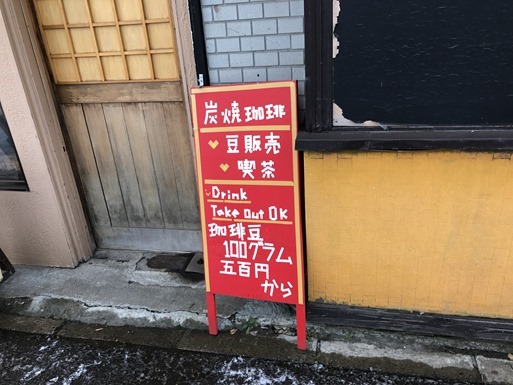 炭焼珈琲
豆販売
喫茶
Drink
Take out OK
珈琲豆
100グラム
五百円
から